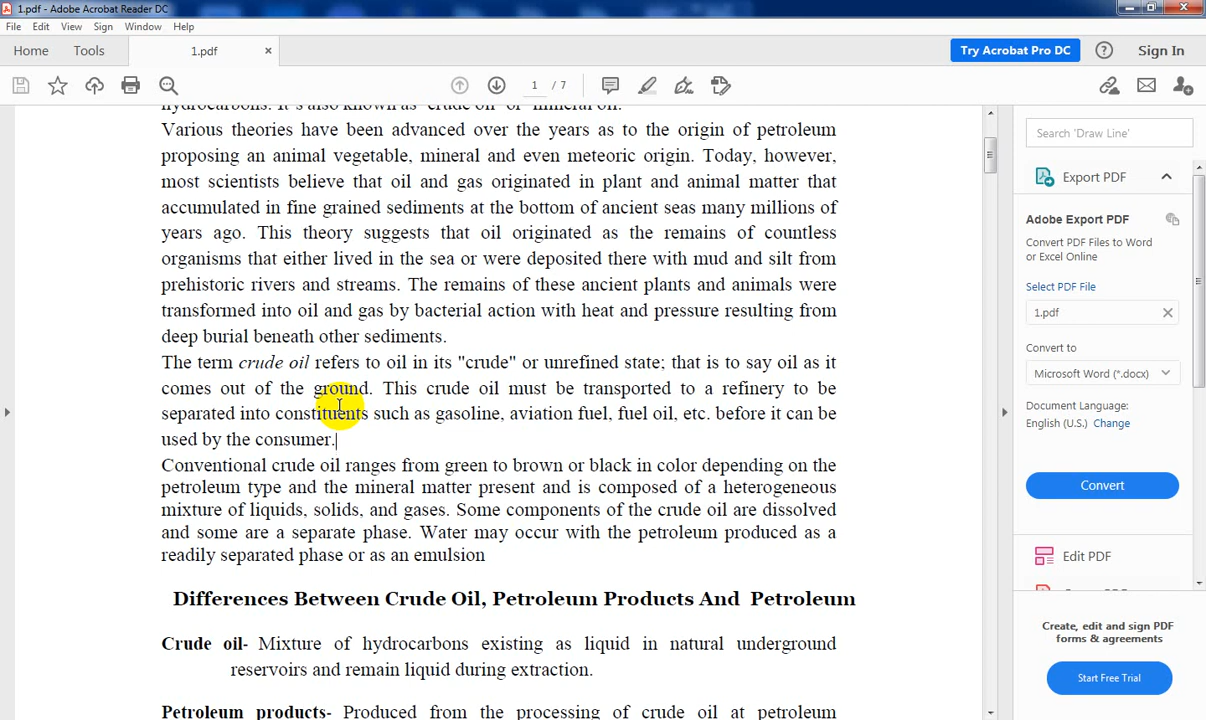 1.pdf - Adobe Acrobat Reader DC
File Edit View Sign Window Help
Home Tools 1.pdf × Try Acrobat Pro DC ? Sign In
1 / 7
hydrocarbons. It's also known as "crude oil" or "mineral oil.
Various theories have been advanced over the years as to the origin of petroleum
proposing an animal vegetable, mineral and even meteoric origin. Today, however,
most scientists believe that oil and gas originated in plant and animal matter that
accumulated in fine grained sediments at the bottom of ancient seas many millions of
years ago. This theory suggests that oil originated as the remains of countless
organisms that either lived in the sea or were deposited there with mud and silt from
prehistoric rivers and streams. The remains of these ancient plants and animals were
transformed into oil and gas by bacterial action with heat and pressure resulting from
deep burial beneath other sediments.
The term crude oil refers to oil in its "crude" or unrefined state; that is to say oil as it
comes out of the ground. This crude oil must be transported to a refinery to be
separated into constituents such as gasoline, aviation fuel, fuel oil, etc. before it can be
used by the consumer.
Conventional crude oil ranges from green to brown or black in color depending on the
petroleum type and the mineral matter present and is composed of a heterogeneous
mixture of liquids, solids, and gases. Some components of the crude oil are dissolved
and some are a separate phase. Water may occur with the petroleum produced as a
readily separated phase or as an emulsion
Differences Between Crude Oil, Petroleum Products And Petroleum
Crude oil- Mixture of hydrocarbons existing as liquid in natural underground
reservoirs and remain liquid during extraction.
Petroleum products- Produced from the processing of crude oil at petroleum
Search 'Draw Line'
Export PDF
Adobe Export PDF
Convert PDF Files to Word
or Excel Online
Select PDF File
1.pdf
Convert to
Microsoft Word (*.docx)
Document Language:
English (U.S.) Change
Convert
Edit PDF
Create, edit and sign PDF
forms & agreements
Start Free Trial